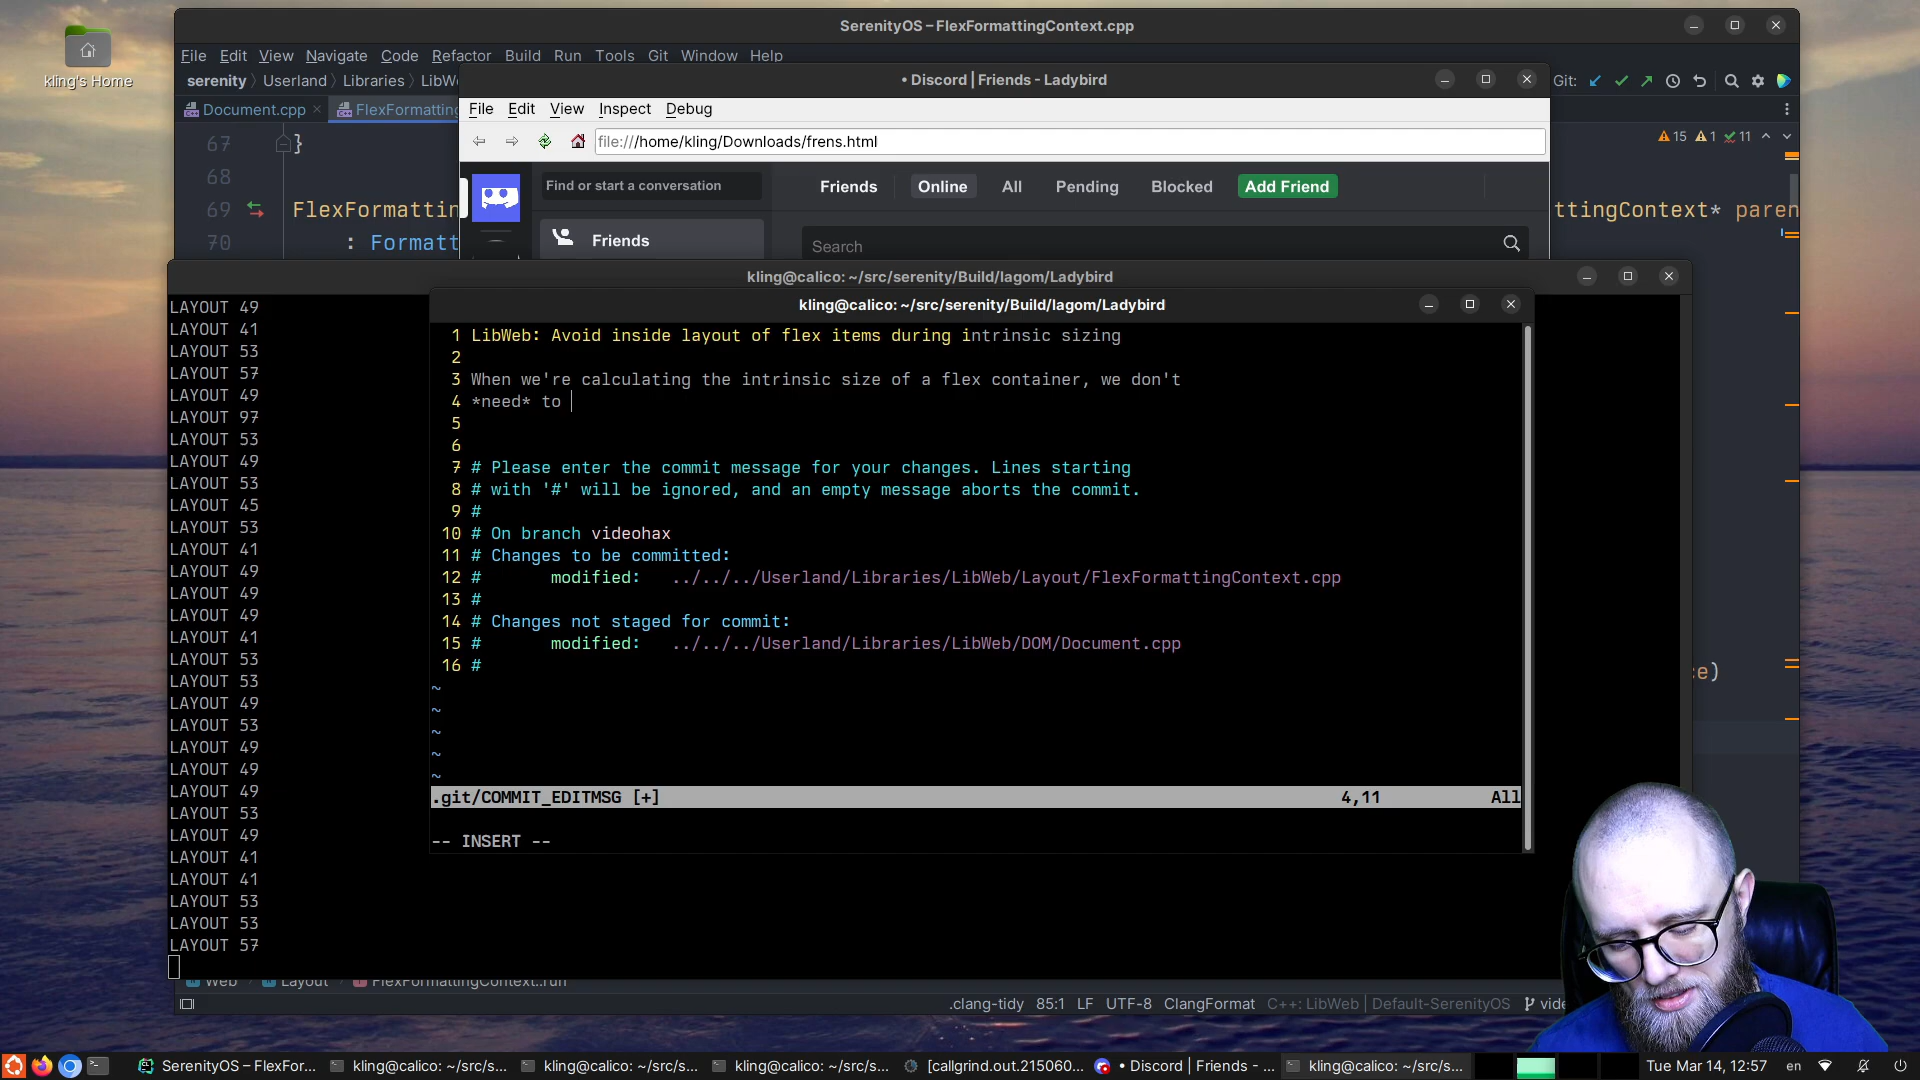 kling's Home
SerenityOS – FlexFormattingContext.cpp
File Edit View Navigate Code Refactor Build Run Tools Git Window Help
serenity Userland Libraries
Git:
Document.cpp
• Discord | Friends - Ladybird
File Edit View Inspect Debug
file:///home/kling/Downloads/frens.html
15 1 11
67 }
68
69
70 :
Find or start a conversation
Friends Online All Pending Blocked Add Friend
Friends
Search
kling@calico: ~/src/serenity/Build/lagom/Ladybird
LAYOUT 49
LAYOUT 41
LAYOUT 53
LAYOUT 57
LAYOUT 49
LAYOUT 97
LAYOUT 53
LAYOUT 49
LAYOUT 53
LAYOUT 45
LAYOUT 53
LAYOUT 41
LAYOUT 49
LAYOUT 49
LAYOUT 49
LAYOUT 41
LAYOUT 53
LAYOUT 53
LAYOUT 49
LAYOUT 53
LAYOUT 49
LAYOUT 49
LAYOUT 49
LAYOUT 53
LAYOUT 49
LAYOUT 41
LAYOUT 41
LAYOUT 53
LAYOUT 53
LAYOUT 57
kling@calico: ~/src/serenity/Build/lagom/Ladybird
1 LibWeb: Avoid inside layout of flex items during intrinsic sizing
2
3 When we're calculating the intrinsic size of a flex container, we don't
4 *need* to
5
6
7 # Please enter the commit message for your changes. Lines starting
8 # with '#' will be ignored, and an empty message aborts the commit.
9 #
10 # On branch videohax
11 # Changes to be committed:
12 # modified: ../../../Userland/Libraries/LibWeb/Layout/FlexFormattingContext.cpp
13 #
14 # Changes not staged for commit:
15 # modified: ../../../Userland/Libraries/LibWeb/DOM/Document.cpp
16 #
~
~
~
~
~
.git/COMMIT_EDITMSG [+] 4,11 All
-- INSERT --
.clang-tidy 85:1 LF UTF-8 ClangFormat C++: LibWeb | Default-SerenityOS
SerenityOS – FlexFor... kling@calico: ~/src/s... kling@calico: ~/src/s... kling@calico: ~/src/s... [callgrind.out.215060... • Discord | Friends - ... kling@calico: ~/src/s... Tue Mar 14, 12:57 en